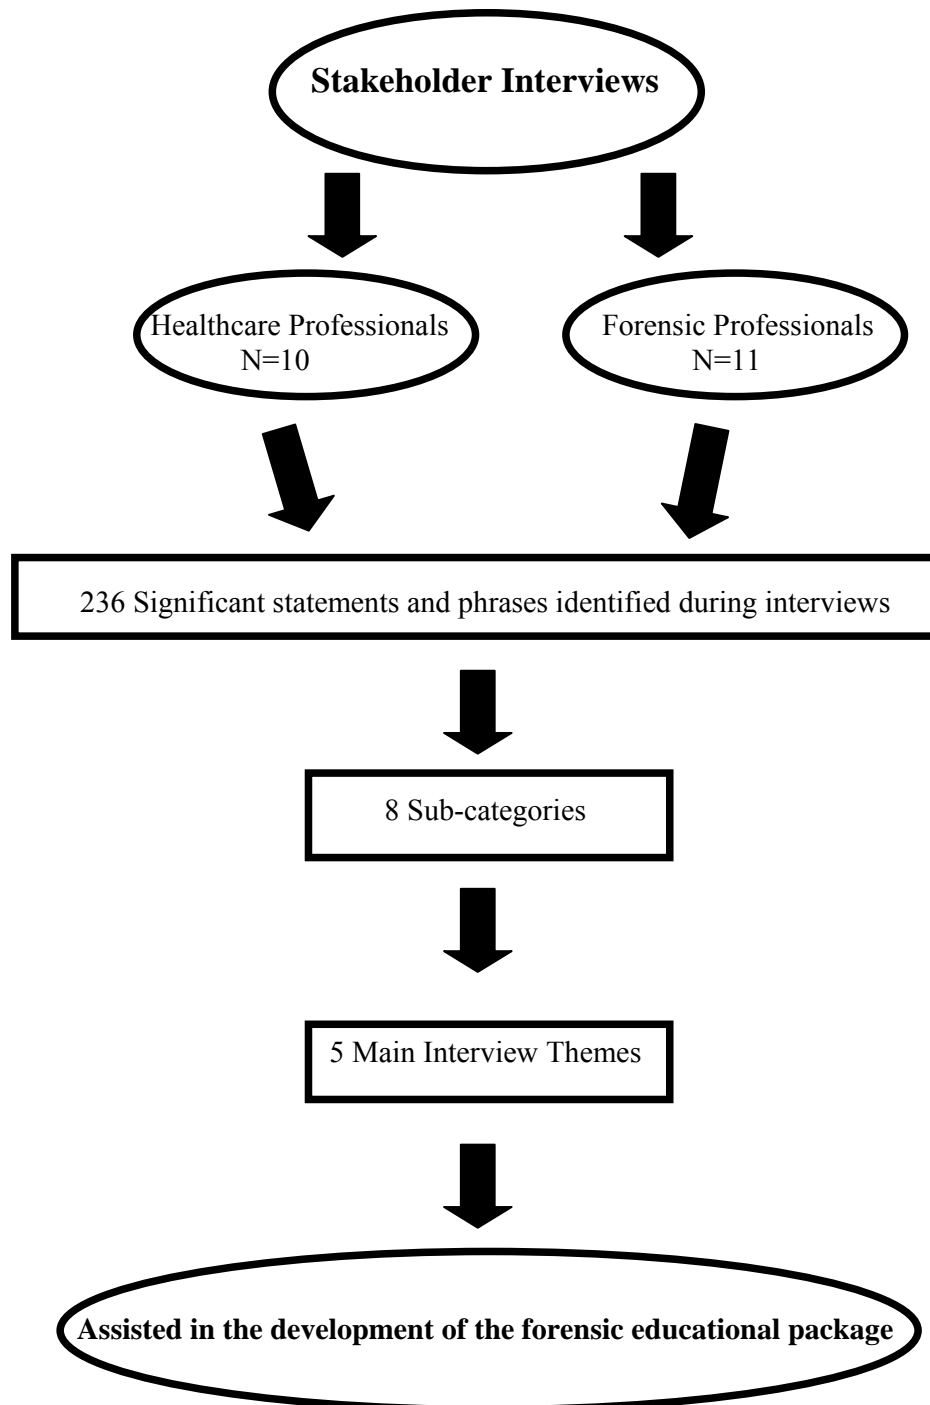 Stakeholder Interviews
Healthcare Professionals
N=10
Forensic Professionals
N=11
236 Significant statements and phrases identified during interviews
8 Sub-categories
5 Main Interview Themes
Assisted in the development of the forensic educational package